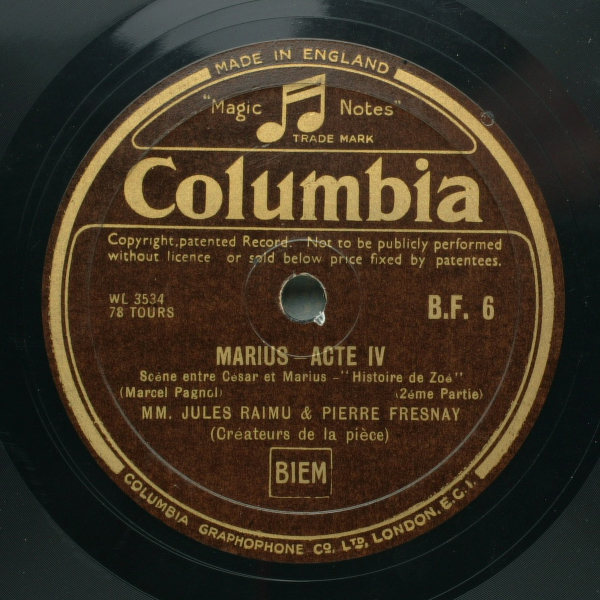 MADE IN ENGLAND
"Magic Notes"
TRADE MARK
Columbia
Copyright, patented Record. Not to be publicly performed
without licence or sold below price fixed by patentees.
WL 3534
78 TOURS
B.F. 6
MARIUS ACTE IV
Scène entre César et Marius - "Histoire de Zoé"
(Marcel Pagnol) (2ème Partie)
MM. JULES RAIMU & PIERRE FRESNAY
(Créateurs de la pièce)
BIEM
COLUMBIA GRAPHOPHONE CO. LTD, LONDON, E.C.1.